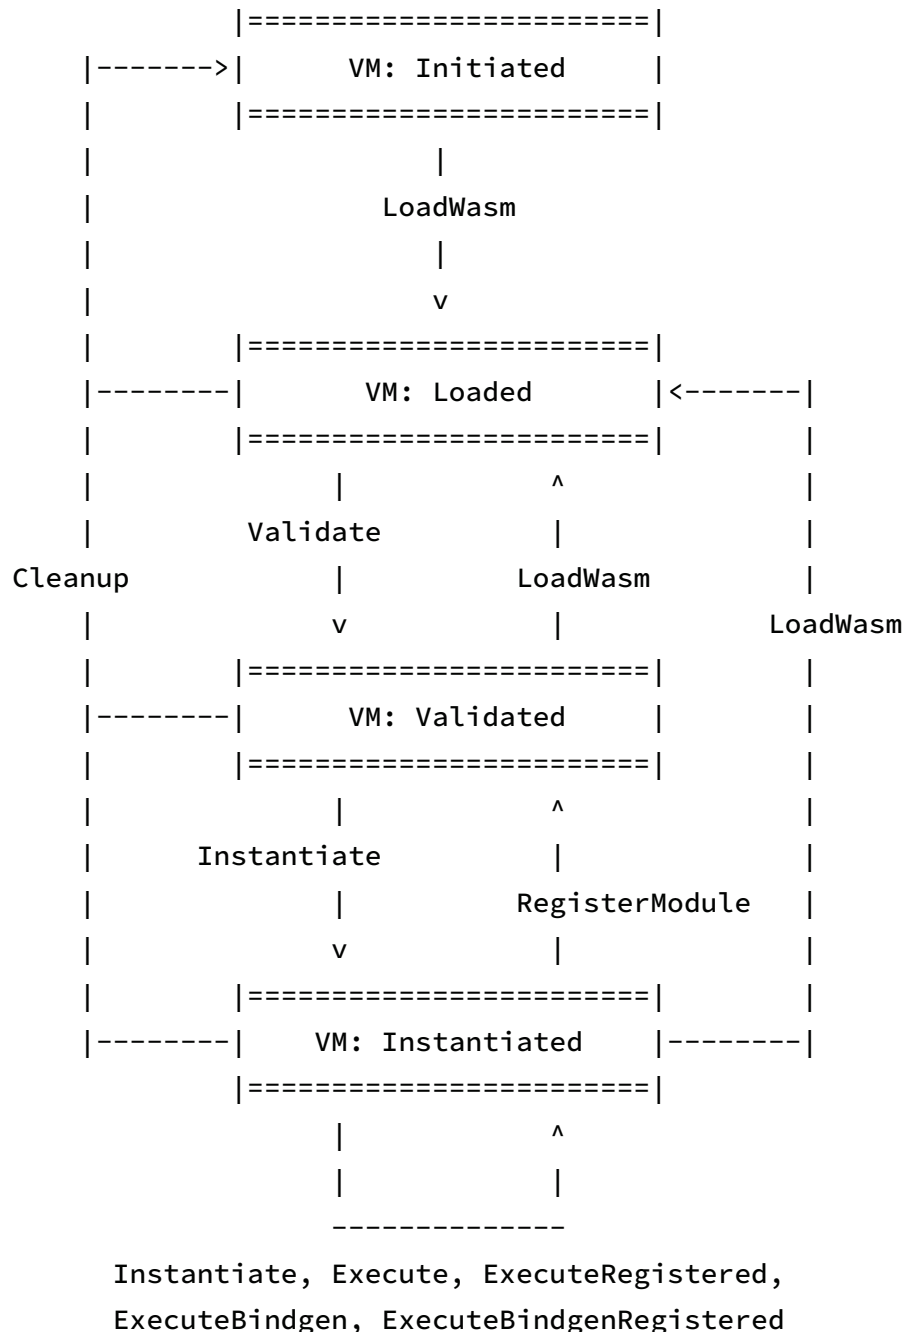 VM: Initiated
LoadWasm
VM: Loaded
Validate
Cleanup LoadWasm
LoadWasm
VM: Validated
Instantiate
RegisterModule
VM: Instantiated
Instantiate, Execute, ExecuteRegistered,
ExecuteBindgen, ExecuteBindgenRegistered